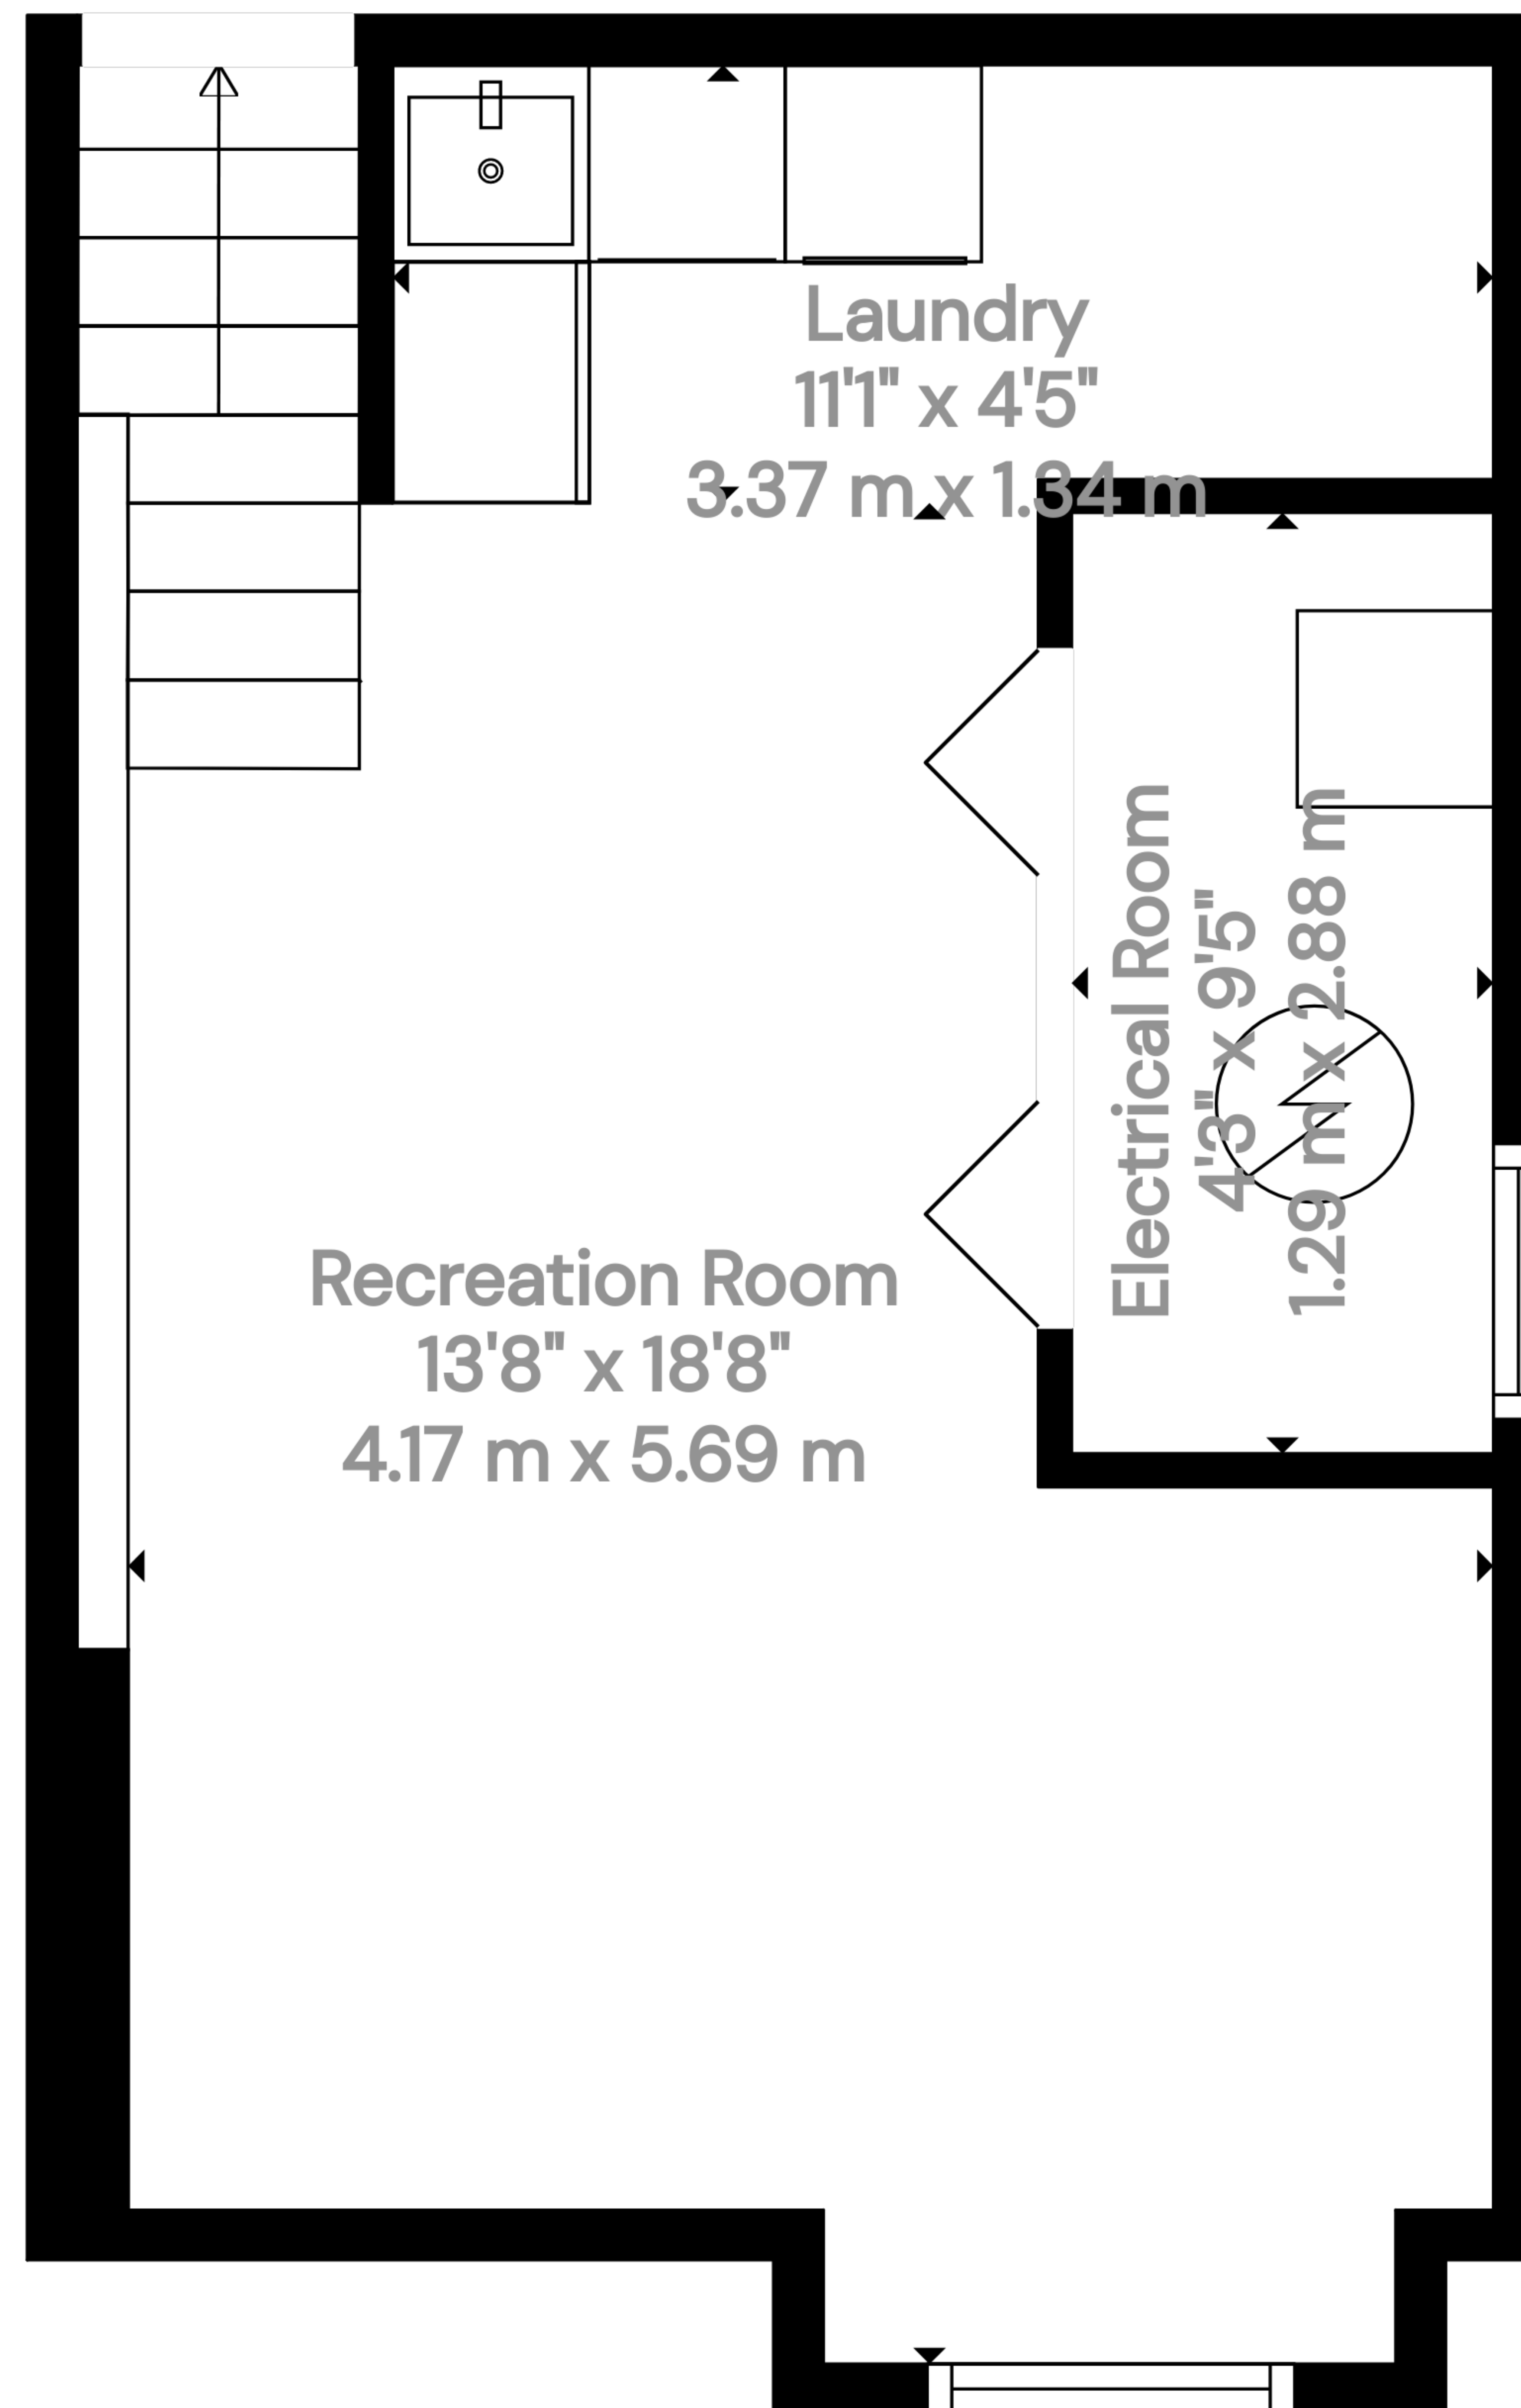 Laundry
11'1" x 4'5"
3.37 m x 1.34 m
Electrical Room
4'3" x 9'5"
1.29 m x 2.88 m
Recreation Room
13'8" x 18'8"
4.17 m x 5.69 m